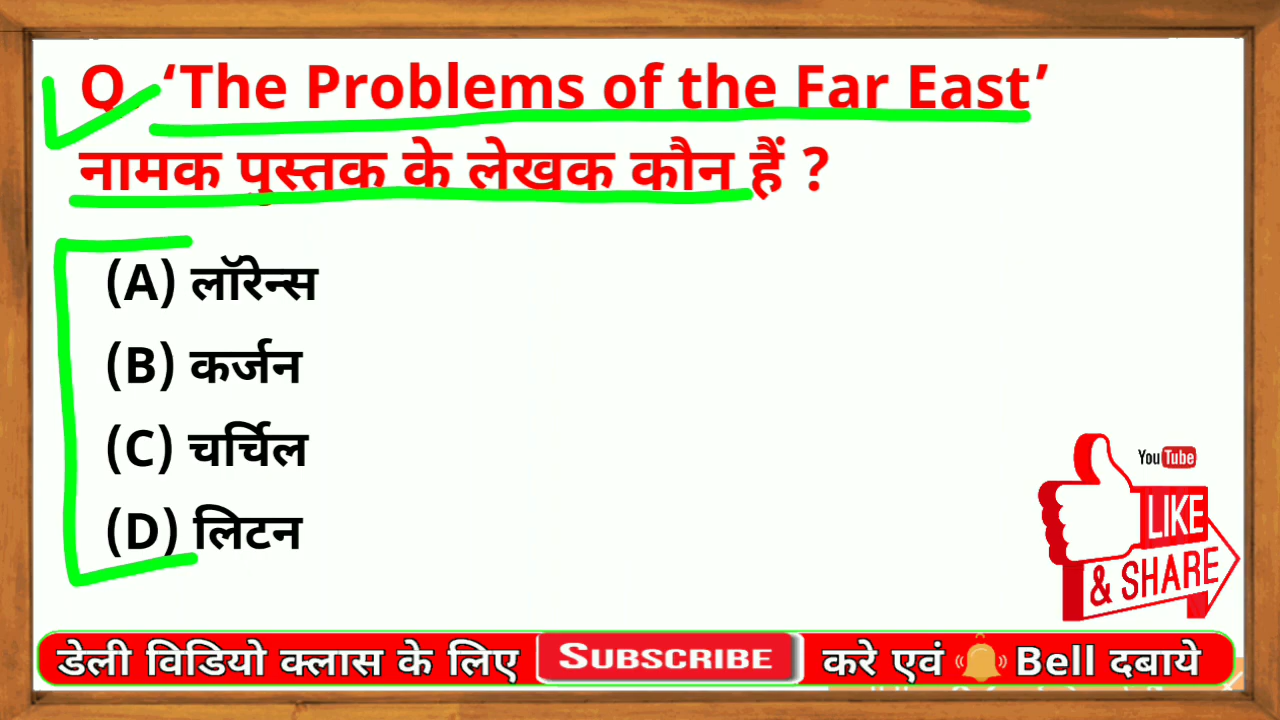 Q. ‘The Problems of the Far East’
नामक पुस्तक के लेखक कौन हैं ?
(A) लॉरेन्स
(B) कर्जन
(C) चर्चिल
(D) लिटन
YouTube
LIKE
& SHARE
डेली विडियो क्लास के लिए SUBSCRIBE करे एवं Bell दबाये